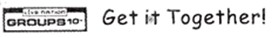 live nation
GROUPS 10+
Get it Together!